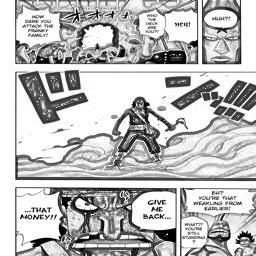 HUH?!
HEY!
WHO
THE
HECK
ARE
YOU?!
HOW DARE
YOU ATTACK
THE FRANKY
FAMILY!
EH?
YOU'RE THAT
WEAKLING FROM
EARLIER!
WHAT?!
YOU'RE
STILL
STANDING
?
GIVE
ME
BACK...
...THAT
MONEY!!